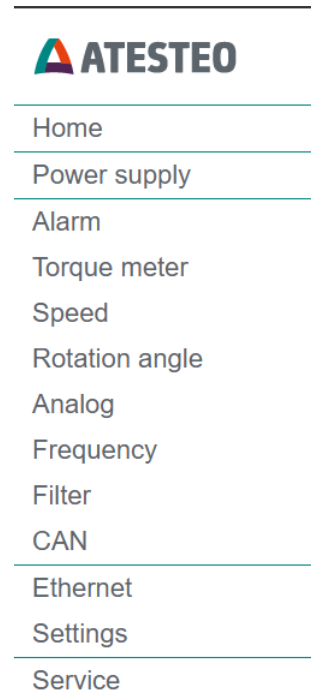 ATESTEO
Home
Power supply
Alarm
Torque meter
Speed
Rotation angle
Analog
Frequency
Filter
CAN
Ethernet
Settings
Service